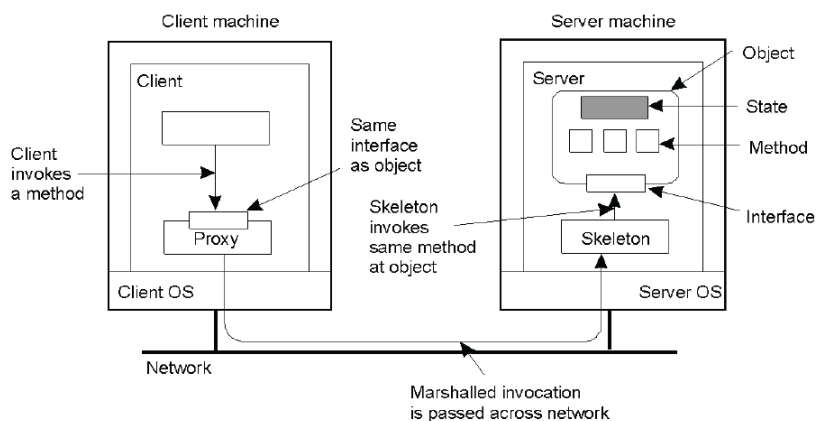 Client machine
Server machine
Object
Client
Server
State
Same
interface
as object
Client
invokes
a method
Method
Skeleton
invokes
same method
at object
Interface
Proxy
Skeleton
Client OS
Server OS
Network
Marshalled invocation
is passed across network